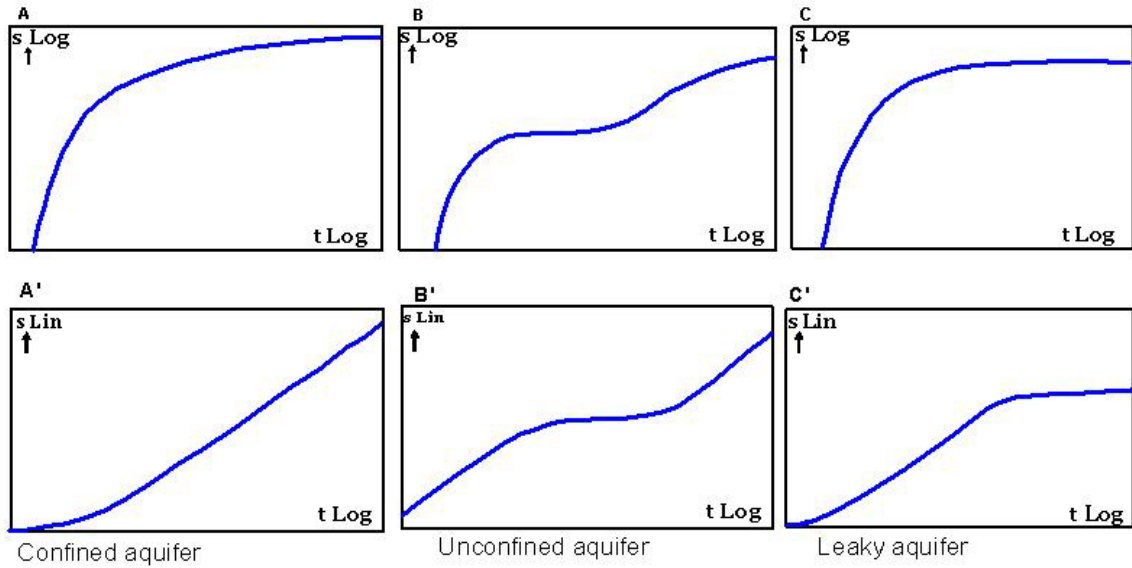 A
s Log
t Log
B
s Log
t Log
C
s Log
t Log
A'
s Lin
t Log
Confined aquifer
B'
s Lin
t Log
Unconfined aquifer
C'
s Lin
t Log
Leaky aquifer